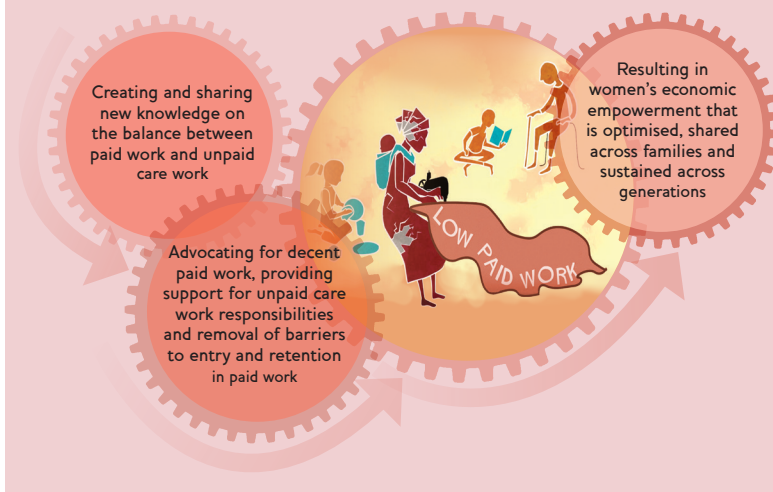 Creating and sharing
new knowledge on
the balance between
paid work and unpaid
care work
Advocating for decent
paid work, providing
support for unpaid care
work responsibilities
and removal of barriers
to entry and retention
in paid work
LOW PAID WORK
Resulting in
women’s economic
empowerment that
is optimised, shared
across families and
sustained across
generations